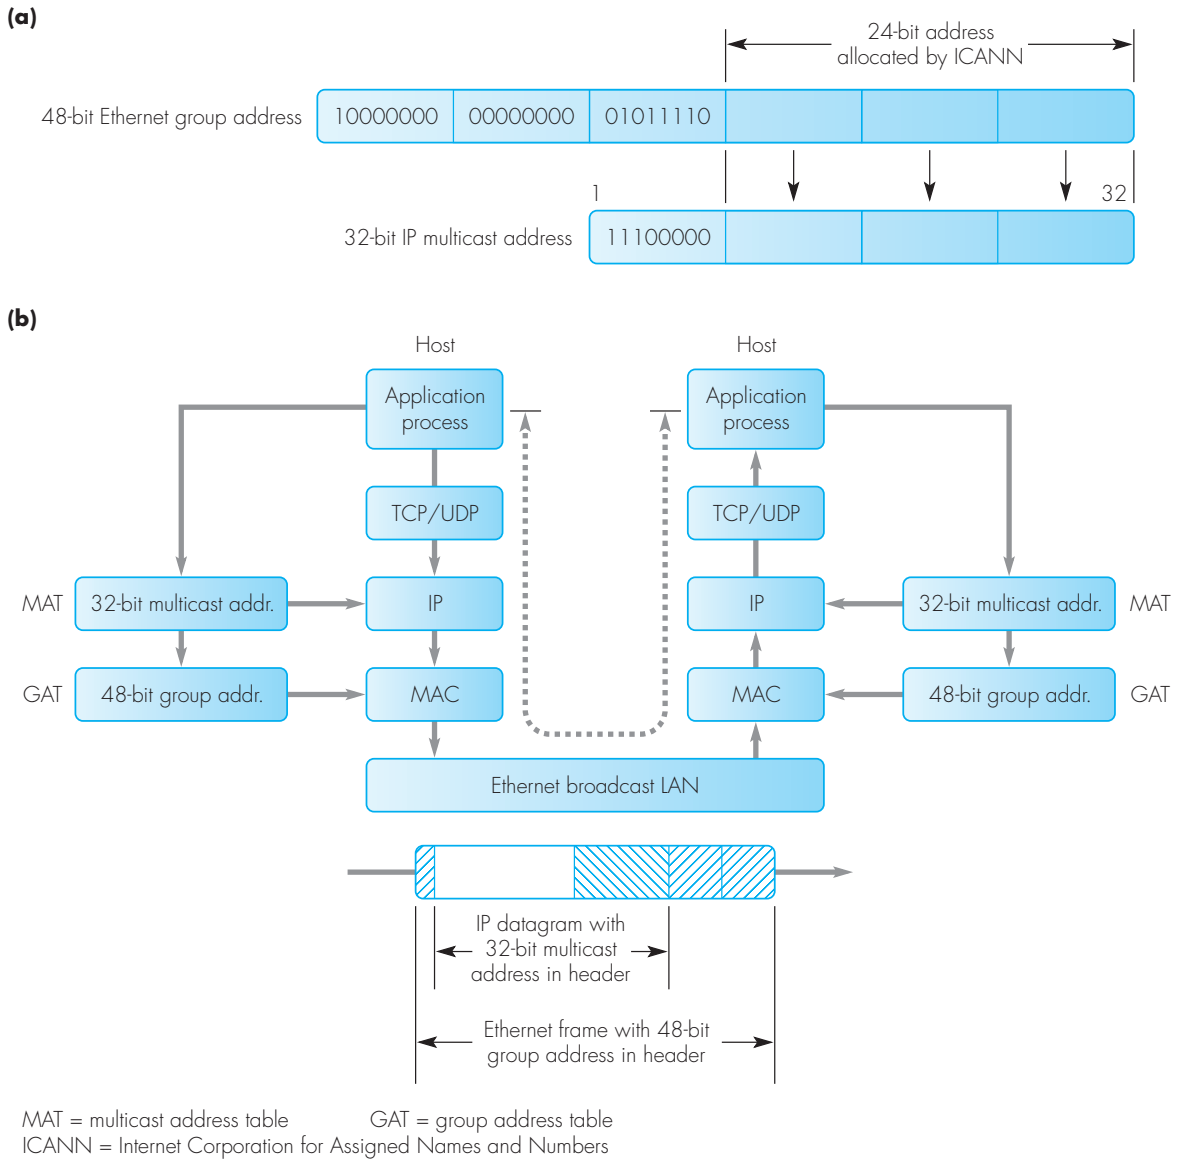 (a)
24-bit address
allocated by ICANN
48-bit Ethernet group address
10000000 00000000 01011110
1 32
32-bit IP multicast address
11100000
(b)
Host Host
Application
process
Application
process
TCP/UDP TCP/UDP
MAT 32-bit multicast addr. IP IP 32-bit multicast addr. MAT
GAT 48-bit group addr. MAC MAC 48-bit group addr. GAT
Ethernet broadcast LAN
IP datagram with
32-bit multicast
address in header
Ethernet frame with 48-bit
group address in header
MAT = multicast address table GAT = group address table
ICANN = Internet Corporation for Assigned Names and Numbers